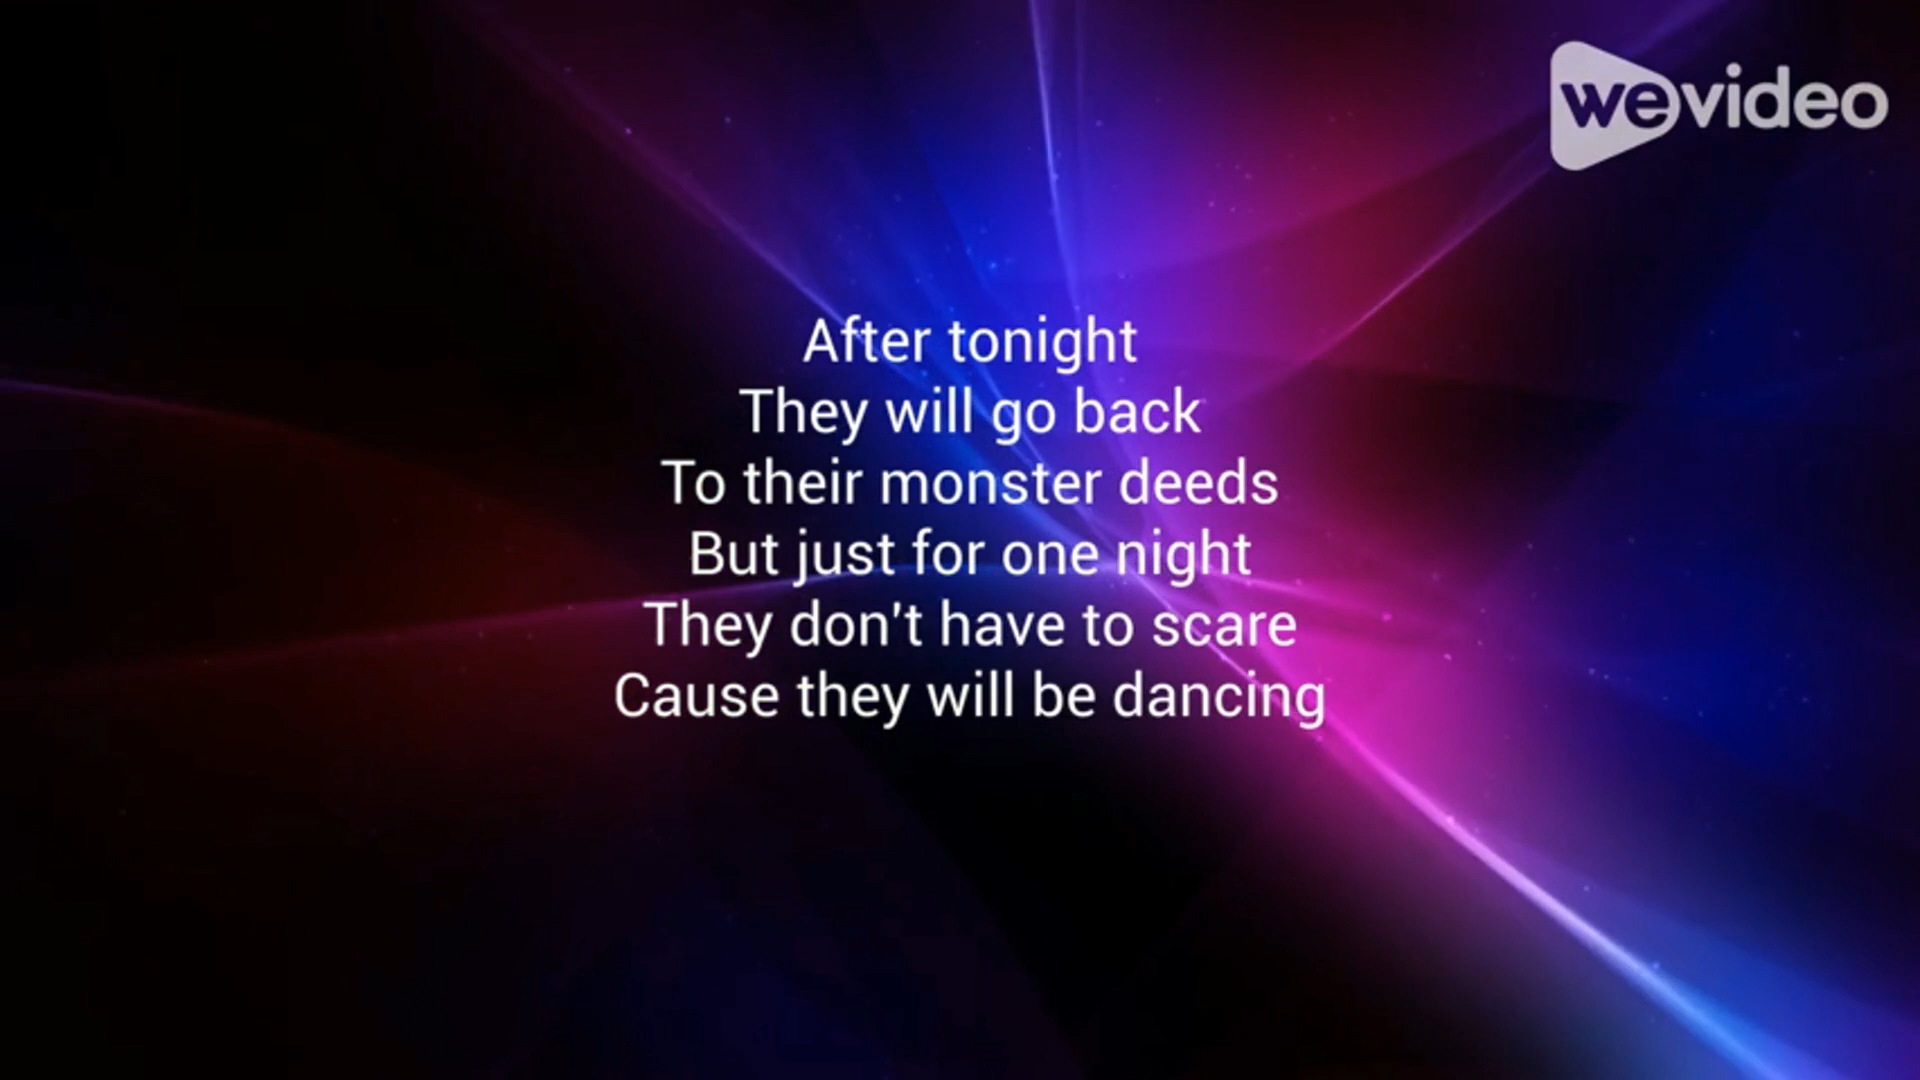 wevideo
After tonight
They will go back
To their monster deeds
But just for one night
They don't have to scare
Cause they will be dancing